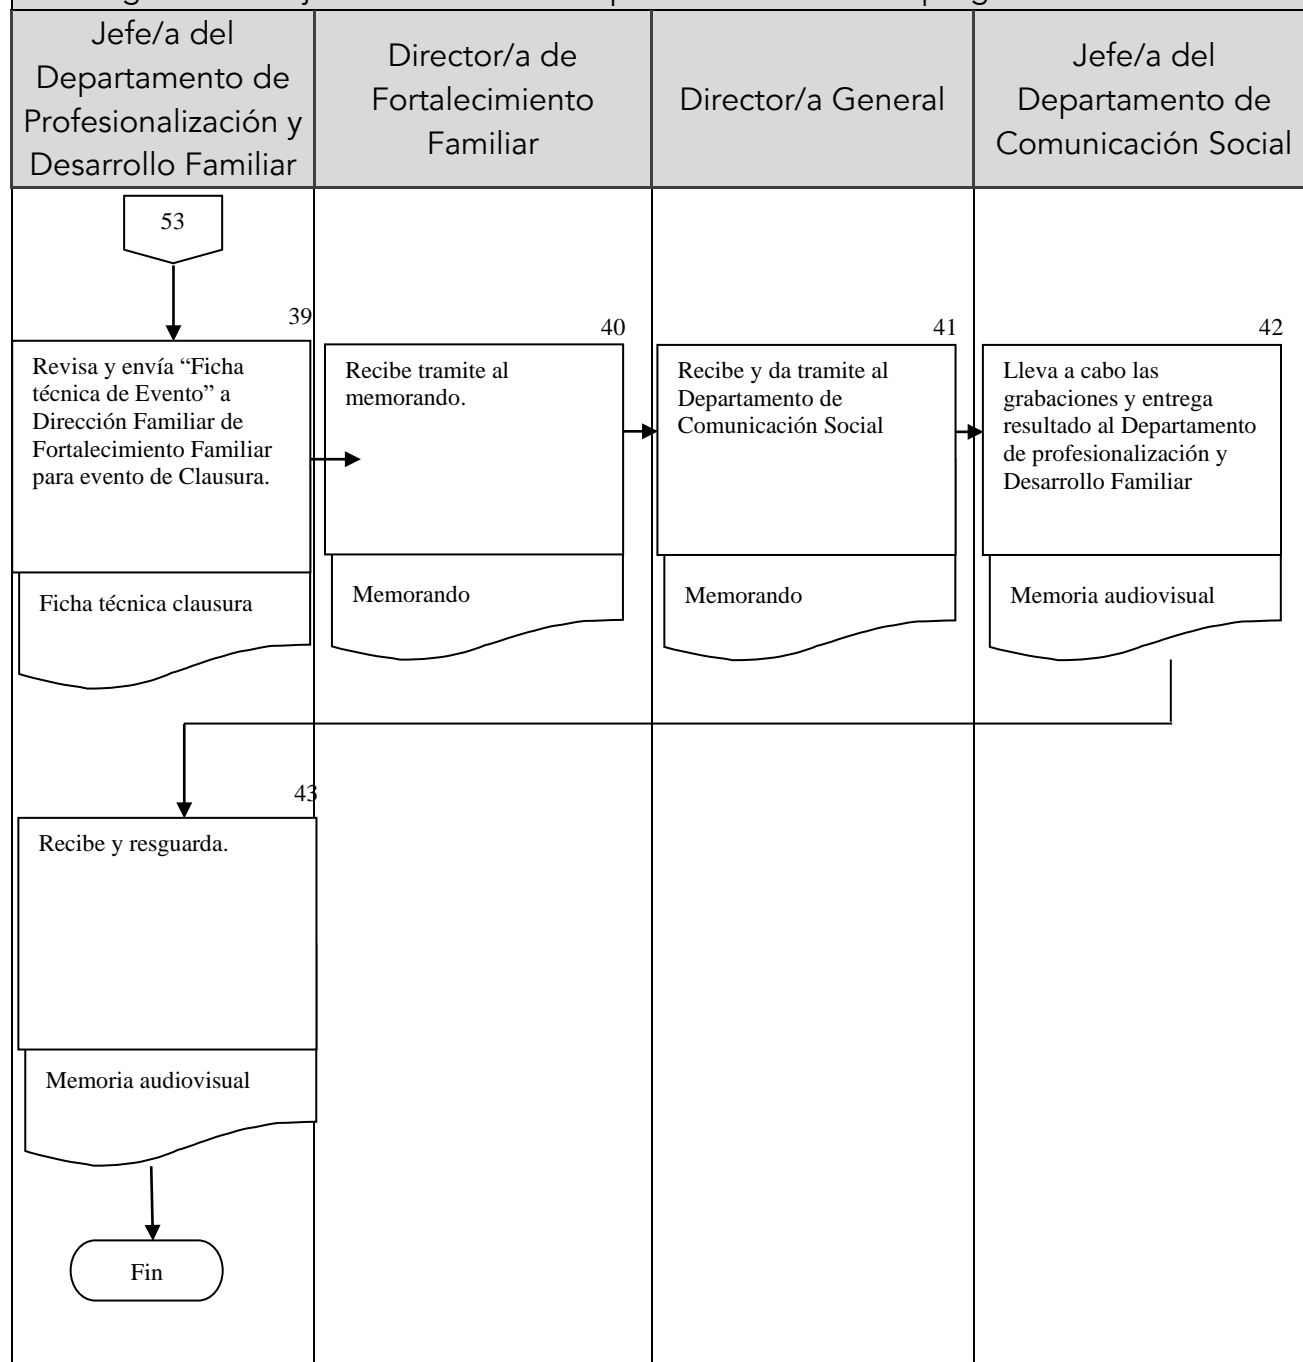 Jefe/a del
Departamento de
Profesionalización y
Desarrollo Familiar
Director/a de
Fortalecimiento
Familiar
Director/a General
Jefe/a del
Departamento de
Comunicación Social
53
39
Revisa y envía “Ficha
técnica de Evento” a
Dirección Familiar de
Fortalecimiento Familiar
para evento de Clausura.
Ficha técnica clausura
40
Recibe tramite al
memorando.
Memorando
41
Recibe y da tramite al
Departamento de
Comunicación Social
Memorando
42
Lleva a cabo las
grabaciones y entrega
resultado al Departamento
de profesionalización y
Desarrollo Familiar
Memoria audiovisual
43
Recibe y resguarda.
Memoria audiovisual
Fin